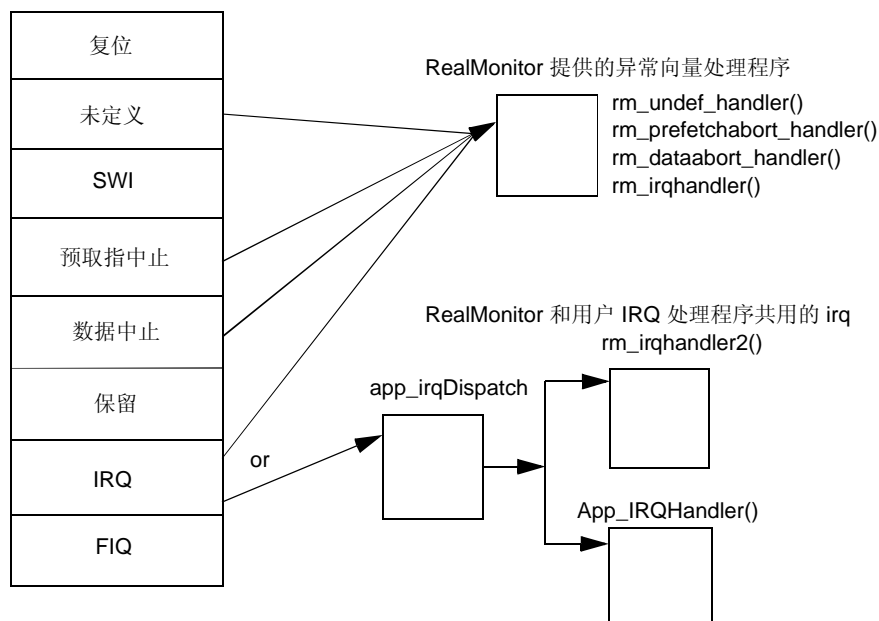 复位
未定义
SWI
预取指中止
数据中止
保留
IRQ
FIQ
RealMonitor 提供的异常向量处理程序
rm_undef_handler()
rm_prefetchabort_handler()
rm_dataabort_handler()
rm_irqhandler()
RealMonitor 和用户 IRQ 处理程序共用的 irq
rm_irqhandler2()
app_irqDispatch
or
App_IRQHandler()